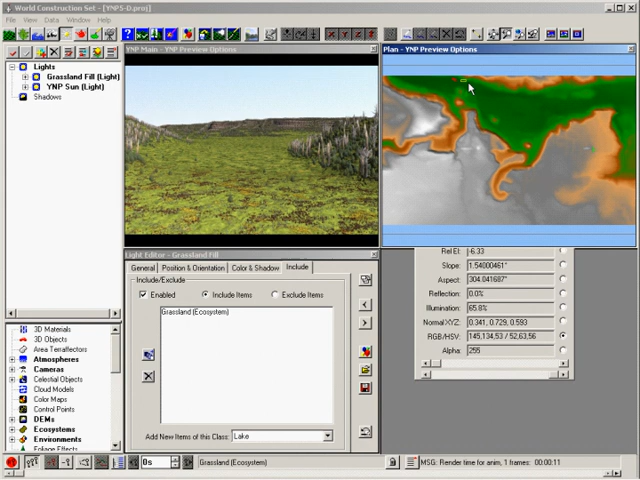 World Construction Set - [YNP5-D.proj]
File View Data Window Help
Lights
Grassland Fill (Light)
YNP Sun (Light)
Shadows
YNP Main - YNP Preview Options
Plan - YNP Preview Options
Light Editor - Grassland Fill
General Position & Orientation Color & Shadow Include
Include/Exclude
Enabled Include Items Exclude Items
Grassland (Ecosystem)
Add New Items of this Class: Lake
Rel El: -6.33
Slope: 1.54000461°
Aspect: 304.041687°
Reflection: 0.0%
Illumination: 65.8%
Normal XYZ: 0.341, 0.729, 0.593
RGB/HSV: 145,134,53 / 52,63,56
Alpha: 255
3D Materials
3D Objects
Area Terraffectors
Atmospheres
Cameras
Celestial Objects
Cloud Models
Color Maps
Control Points
DEMs
Ecosystems
Environments
Foliage Effects
0s Grassland (Ecosystem) MSG: Render time for anim, 1 frames: 00:00:11